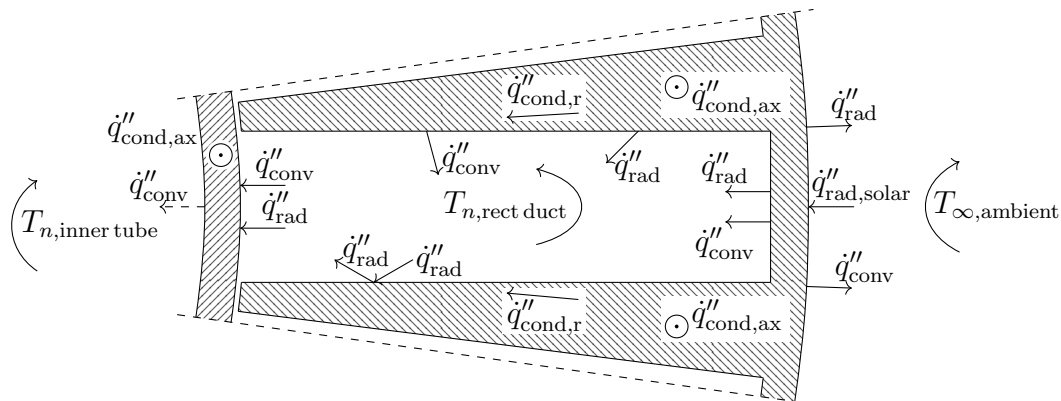 q̇″cond,r
q̇″cond,ax
q̇″rad
q̇″cond,ax
q̇″conv
q̇″conv
q̇″rad
q̇″rad
q̇″conv
q̇″rad,solar
Tn,inner tube
q̇″rad
Tn,rect duct
T∞,ambient
q̇″conv
q̇″rad
q̇″rad
q̇″conv
q̇″cond,r
q̇″cond,ax